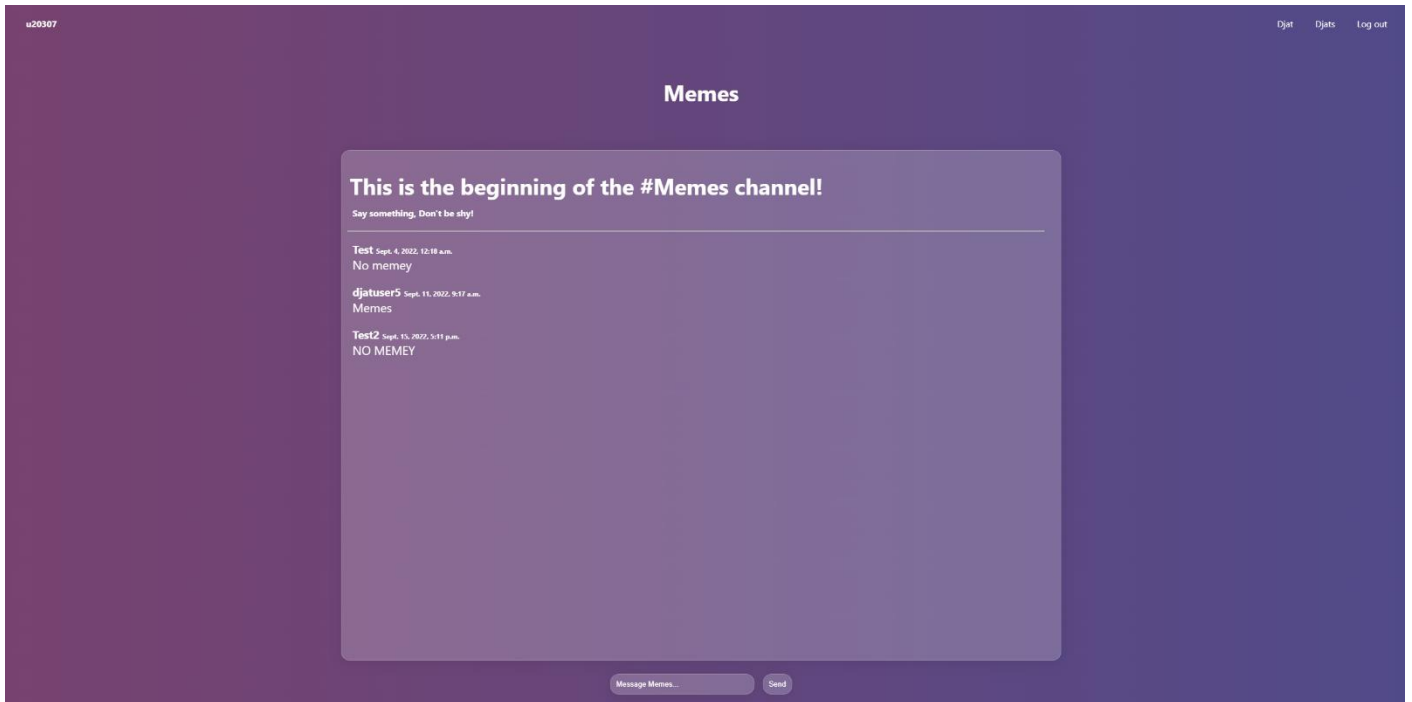 u20307 Djat Djats Log out
Memes
This is the beginning of the #Memes channel!
Say something, Don't be shy!
Test Sept. 4, 2022, 12:18 a.m.
No memey
djatuser5 Sept. 11, 2022, 9:17 a.m.
Memes
Test2 Sept. 15, 2022, 5:11 p.m.
NO MEMEY
Message Memes... Send